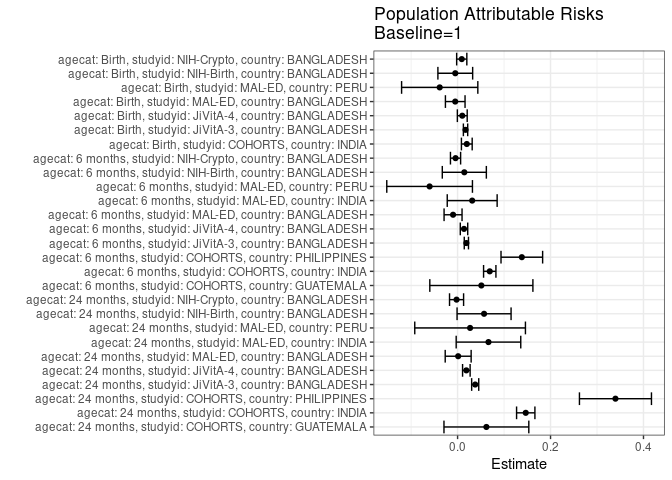 Population Attributable Risks
Baseline=1
agecat: Birth, studyid: NIH-Crypto, country: BANGLADESH
agecat: Birth, studyid: NIH-Birth, country: BANGLADESH
agecat: Birth, studyid: MAL-ED, country: PERU
agecat: Birth, studyid: MAL-ED, country: BANGLADESH
agecat: Birth, studyid: JiVitA-4, country: BANGLADESH
agecat: Birth, studyid: JiVitA-3, country: BANGLADESH
agecat: Birth, studyid: COHORTS, country: INDIA
agecat: 6 months, studyid: NIH-Crypto, country: BANGLADESH
agecat: 6 months, studyid: NIH-Birth, country: BANGLADESH
agecat: 6 months, studyid: MAL-ED, country: PERU
agecat: 6 months, studyid: MAL-ED, country: INDIA
agecat: 6 months, studyid: MAL-ED, country: BANGLADESH
agecat: 6 months, studyid: JiVitA-4, country: BANGLADESH
agecat: 6 months, studyid: JiVitA-3, country: BANGLADESH
agecat: 6 months, studyid: COHORTS, country: PHILIPPINES
agecat: 6 months, studyid: COHORTS, country: INDIA
agecat: 6 months, studyid: COHORTS, country: GUATEMALA
agecat: 24 months, studyid: NIH-Crypto, country: BANGLADESH
agecat: 24 months, studyid: NIH-Birth, country: BANGLADESH
agecat: 24 months, studyid: MAL-ED, country: PERU
agecat: 24 months, studyid: MAL-ED, country: INDIA
agecat: 24 months, studyid: MAL-ED, country: BANGLADESH
agecat: 24 months, studyid: JiVitA-4, country: BANGLADESH
agecat: 24 months, studyid: JiVitA-3, country: BANGLADESH
agecat: 24 months, studyid: COHORTS, country: PHILIPPINES
agecat: 24 months, studyid: COHORTS, country: INDIA
agecat: 24 months, studyid: COHORTS, country: GUATEMALA
0.0 0.2 0.4
Estimate